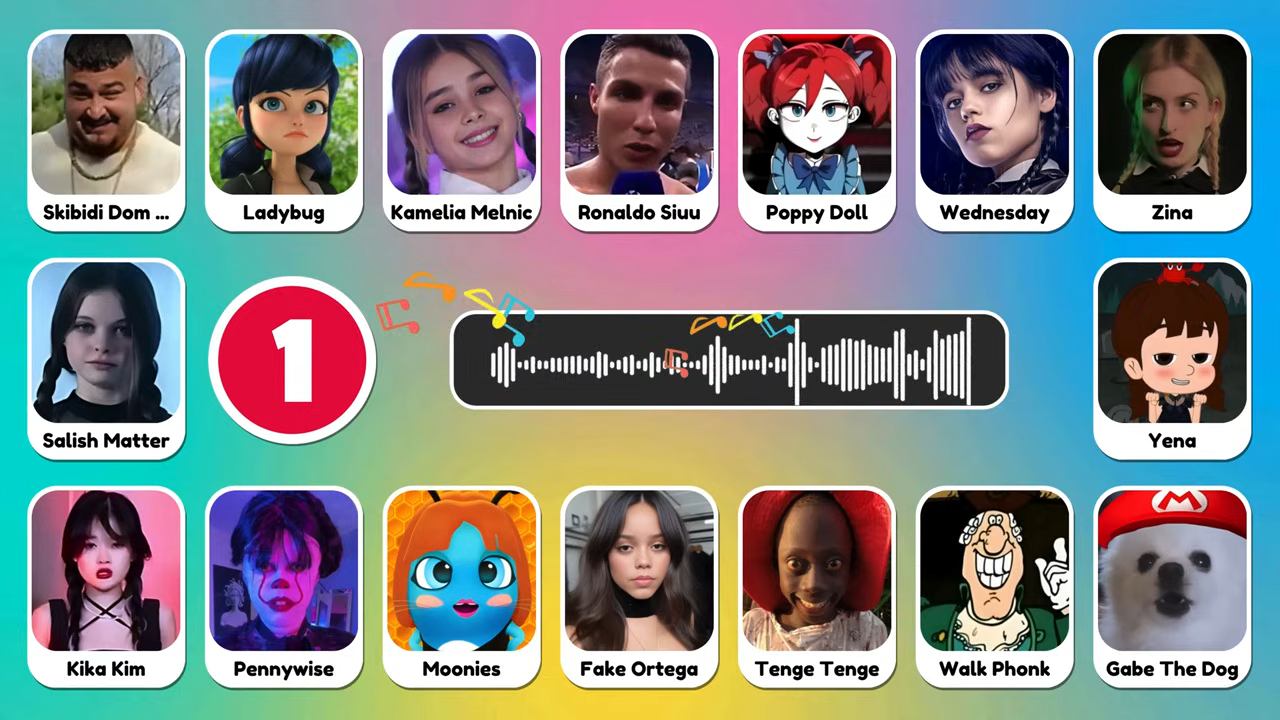 Skibidi Dom ...
Ladybug
Kamelia Melnic
Ronaldo Siuu
Poppy Doll
Wednesday
Zina
Salish Matter
1
Yena
M
Kika Kim
Pennywise
Moonies
Fake Ortega
Tenge Tenge
Walk Phonk
Gabe The Dog